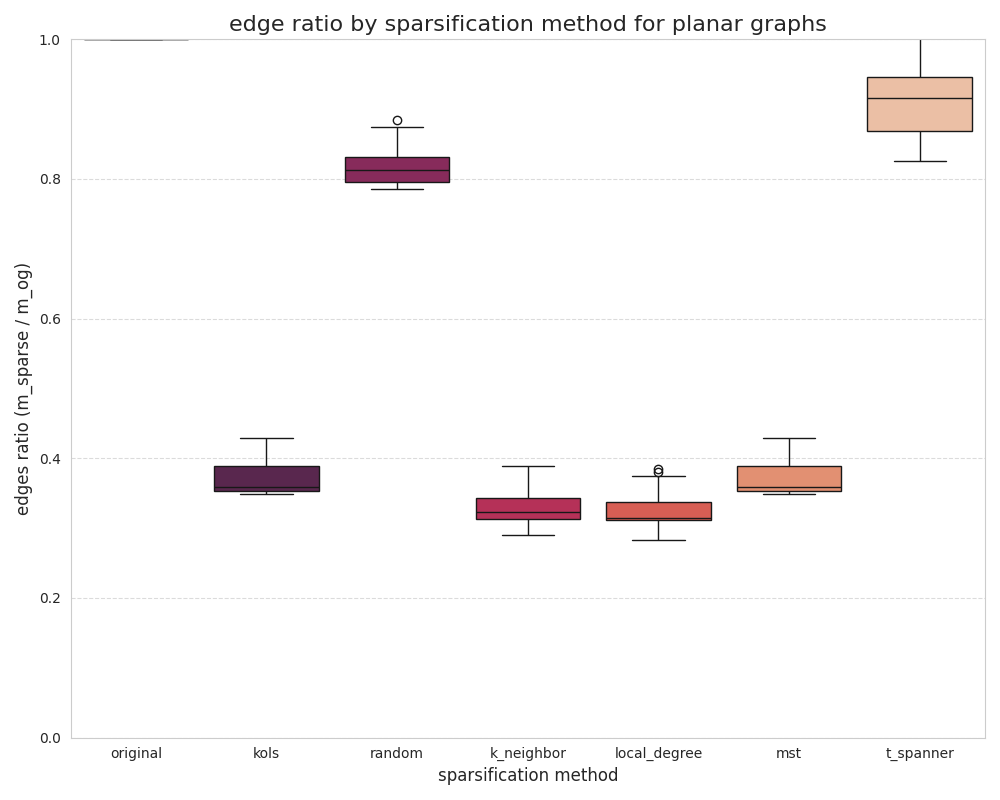 edge ratio by sparsification method for planar graphs
edges ratio (m_sparse / m_og)
1.0
0.8
0.6
0.4
0.2
0.0
original kols random k_neighbor local_degree mst t_spanner
sparsification method